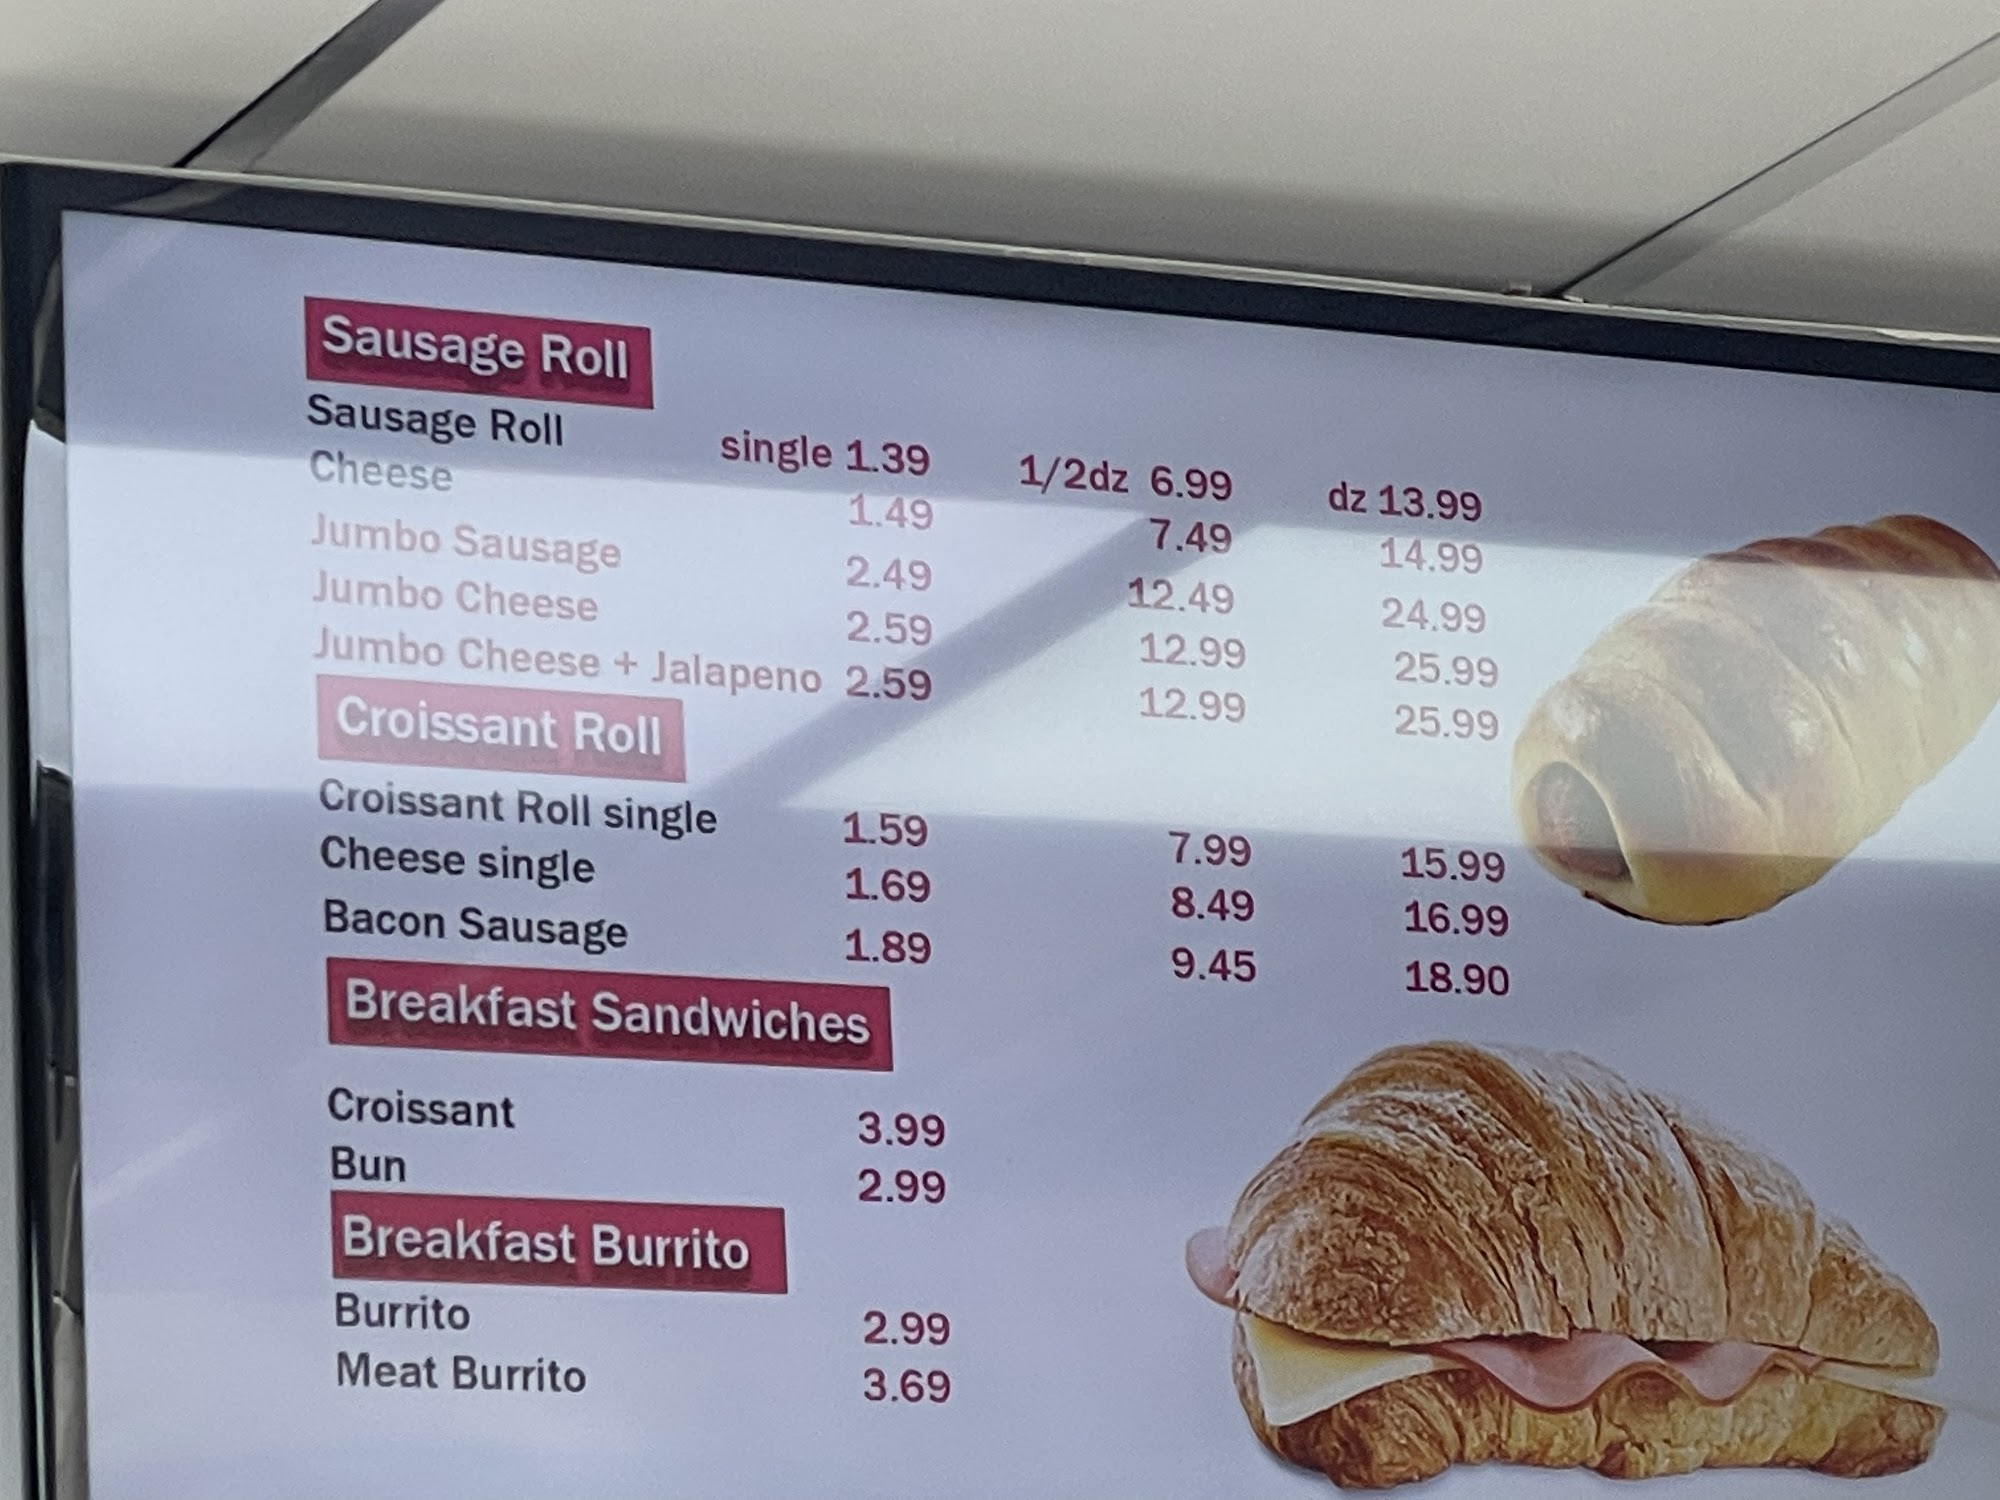 Sausage Roll
Sausage Roll single 1.39 1/2dz 6.99 dz 13.99
Cheese 1.49 7.49 14.99
Jumbo Sausage 2.49 12.49 24.99
Jumbo Cheese 2.59 12.99 25.99
Jumbo Cheese + Jalapeno 2.59 12.99 25.99
Croissant Roll
Croissant Roll single 1.59 7.99 15.99
Cheese single 1.69 8.49 16.99
Bacon Sausage 1.89 9.45 18.90
Breakfast Sandwiches
Croissant 3.99
Bun 2.99
Breakfast Burrito
Burrito 2.99
Meat Burrito 3.69